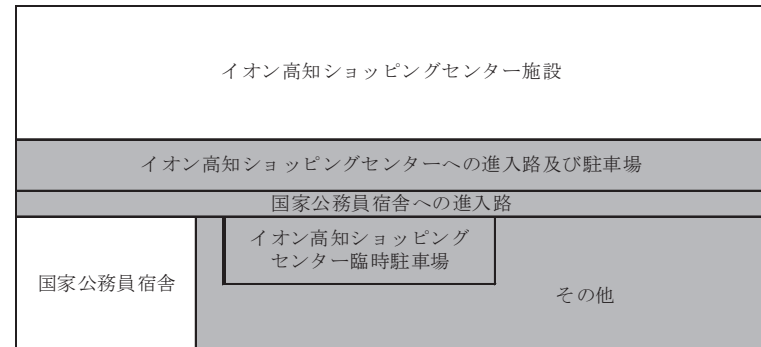 イオン高知ショッピングセンター施設
イオン高知ショッピングセンターへの進入路及び駐車場
国家公務員宿舎への進入路
イオン高知ショッピング
センター臨時駐車場
国家公務員宿舎
その他